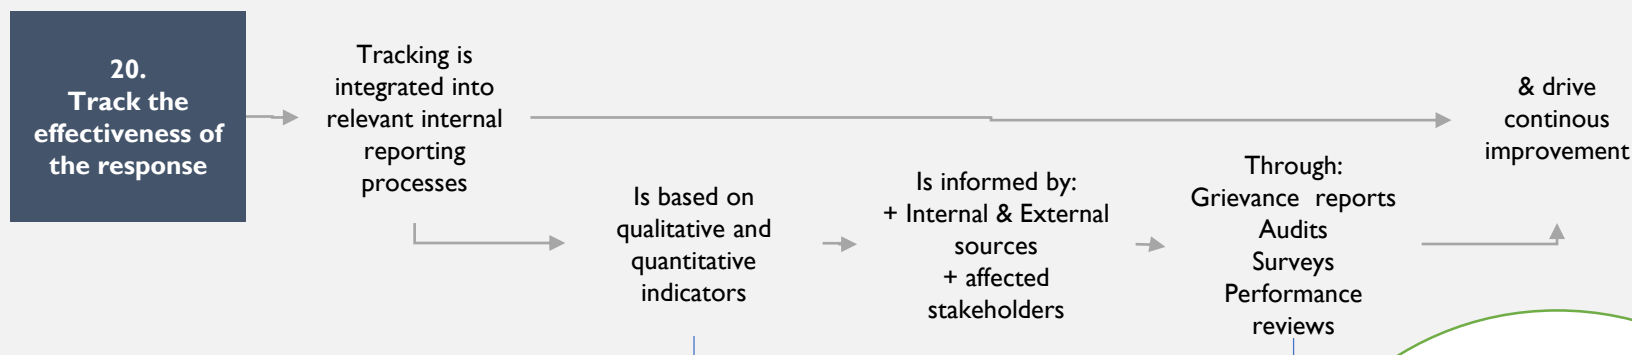 20.
Track the
effectiveness of
the response
Tracking is
integrated into
relevant internal
reporting
processes
Is based on
qualitative and
quantitative
indicators
Is informed by:
+ Internal & External
sources
+ affected
stakeholders
Through:
Grievance reports
Audits
Surveys
Performance
reviews
& drive
continous
improvement